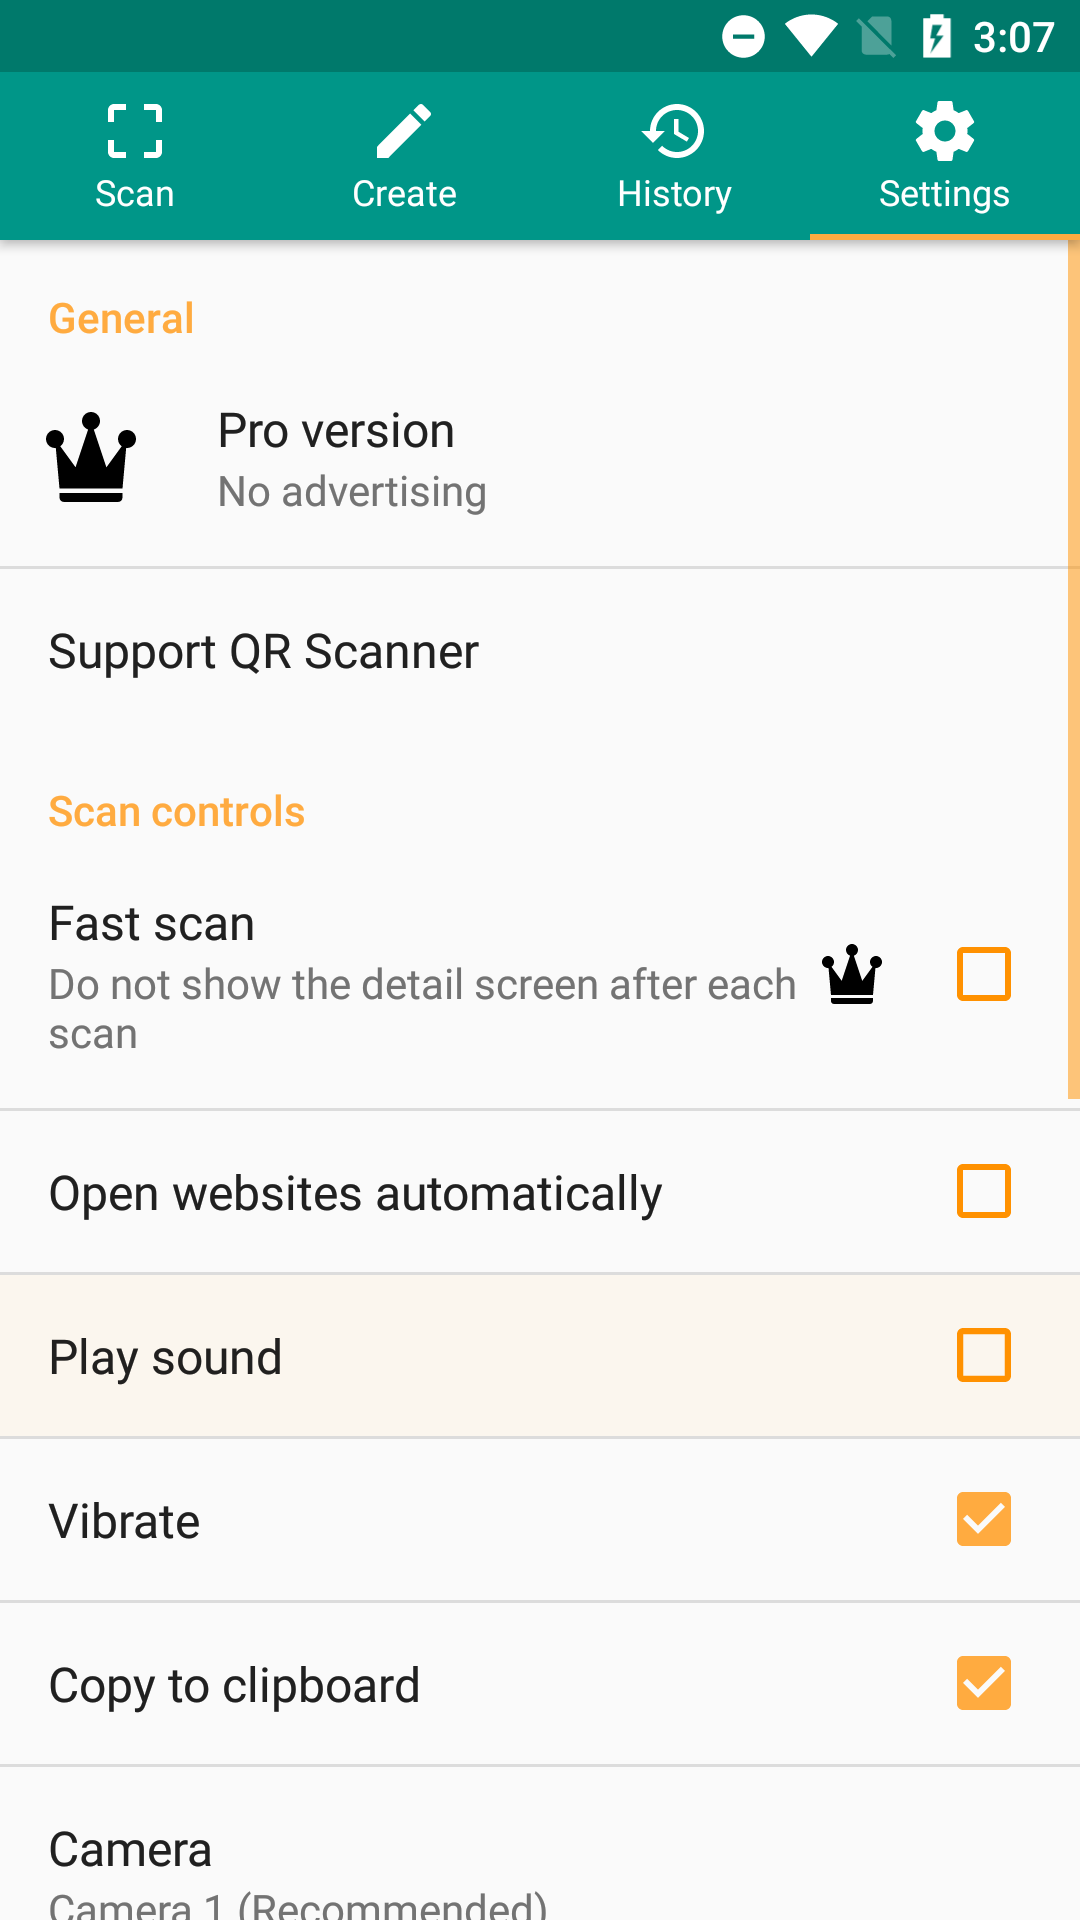 3:07
Scan
Create
History
Settings
General
Pro version
No advertising
Support QR Scanner
Scan controls
Fast scan
Do not show the detail screen after each
scan
Open websites automatically
Play sound
Vibrate
Copy to clipboard
Camera
Camera 1 (Recommended)